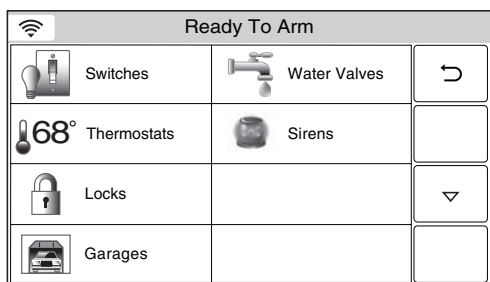 Ready To Arm
Switches
Water Valves
68° Thermostats
Sirens
Locks
Garages